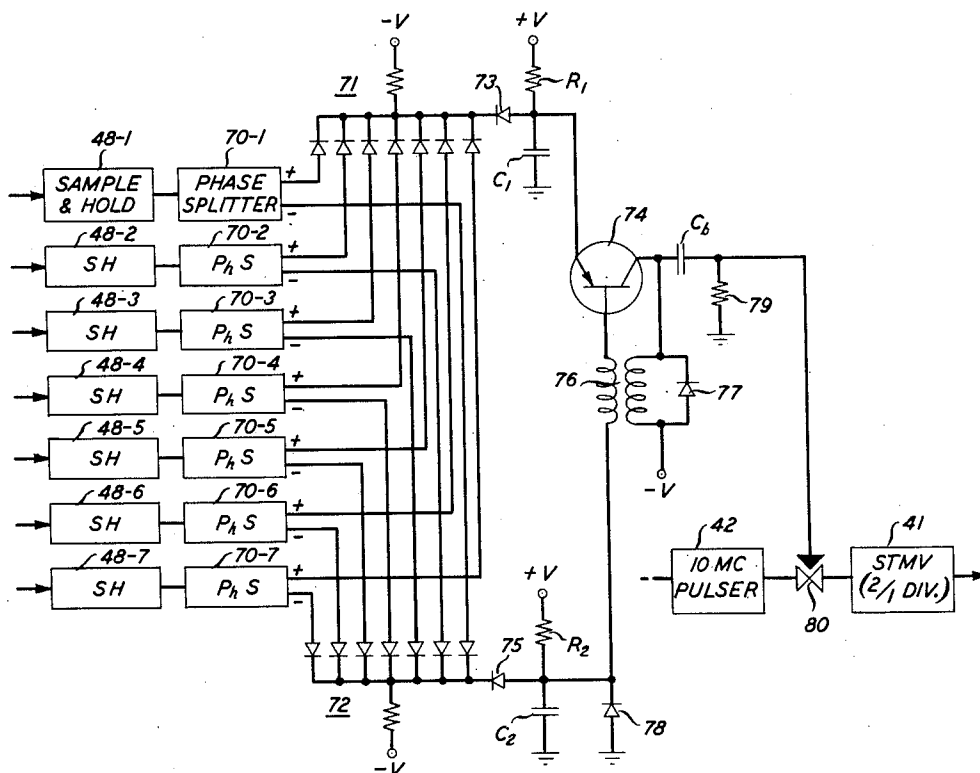 -V
+V
71
73
R1
48-1
70-1
+
SAMPLE & HOLD
PHASE SPLITTER
-
C1
48-2
70-2
+
SH
PhS
-
74
Cb
48-3
70-3
+
SH
PhS
-
79
48-4
70-4
+
SH
PhS
-
76
77
48-5
70-5
+
SH
PhS
-
-V
48-6
70-6
+
SH
PhS
-
42
41
10 MC PULSER
STMV (2/1 DIV.)
80
48-7
70-7
+
SH
PhS
-
+V
R2
75
72
C2
78
-V